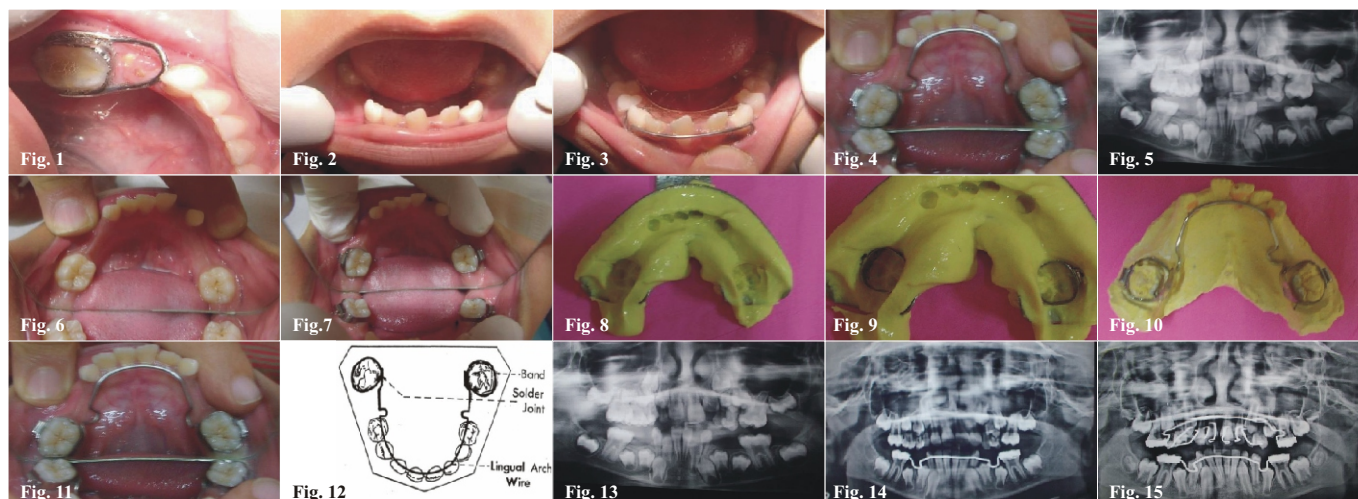 Fig. 1
Fig. 2
Fig. 3
Fig. 4
Fig. 5
Fig. 6
Fig.7
Fig. 8
Fig. 9
Fig. 10
Fig. 11
Band
Solder
Joint
Lingual Arch
Wire
Fig. 12
Fig. 13
Fig. 14
Fig. 15